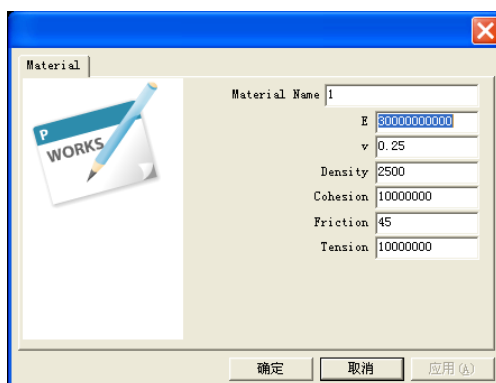 Material
P
WORKS
Material Name 1
E 30000000000
v 0.25
Density 2500
Cohesion 10000000
Friction 45
Tension 10000000
确定 取消 应用(A)